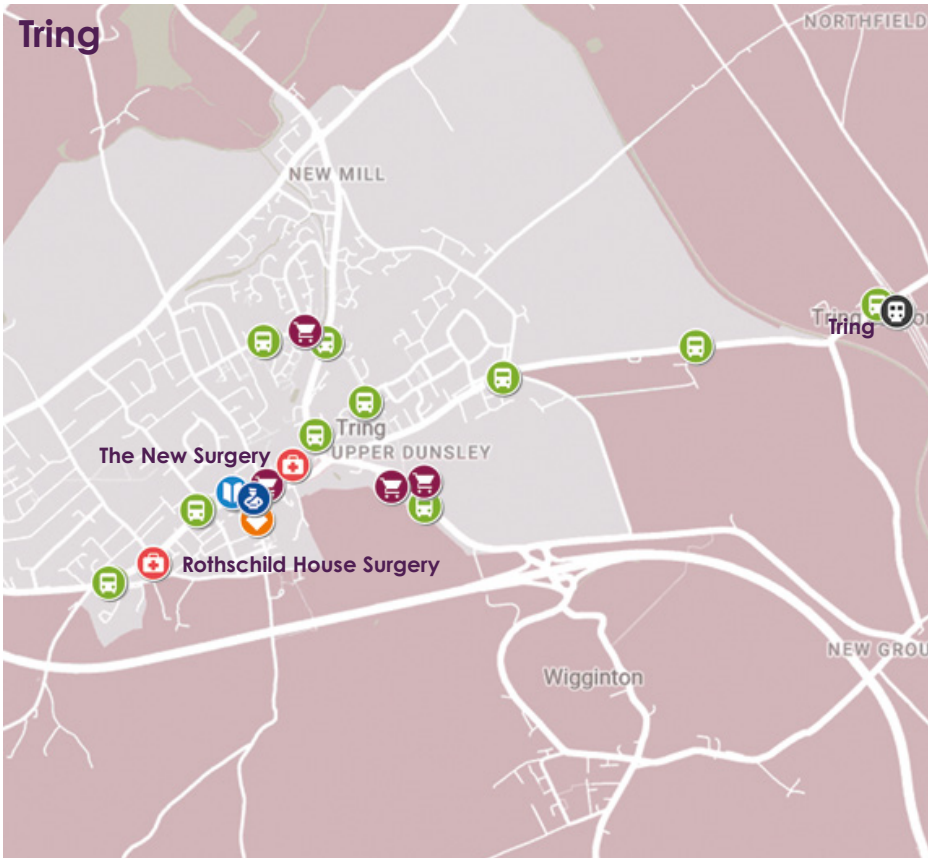 Tring
NORTHFIELD
NEW MILL
Tring
Tring
UPPER DUNSLEY
The New Surgery
Rothschild House Surgery
NEW GROU
Wigginton